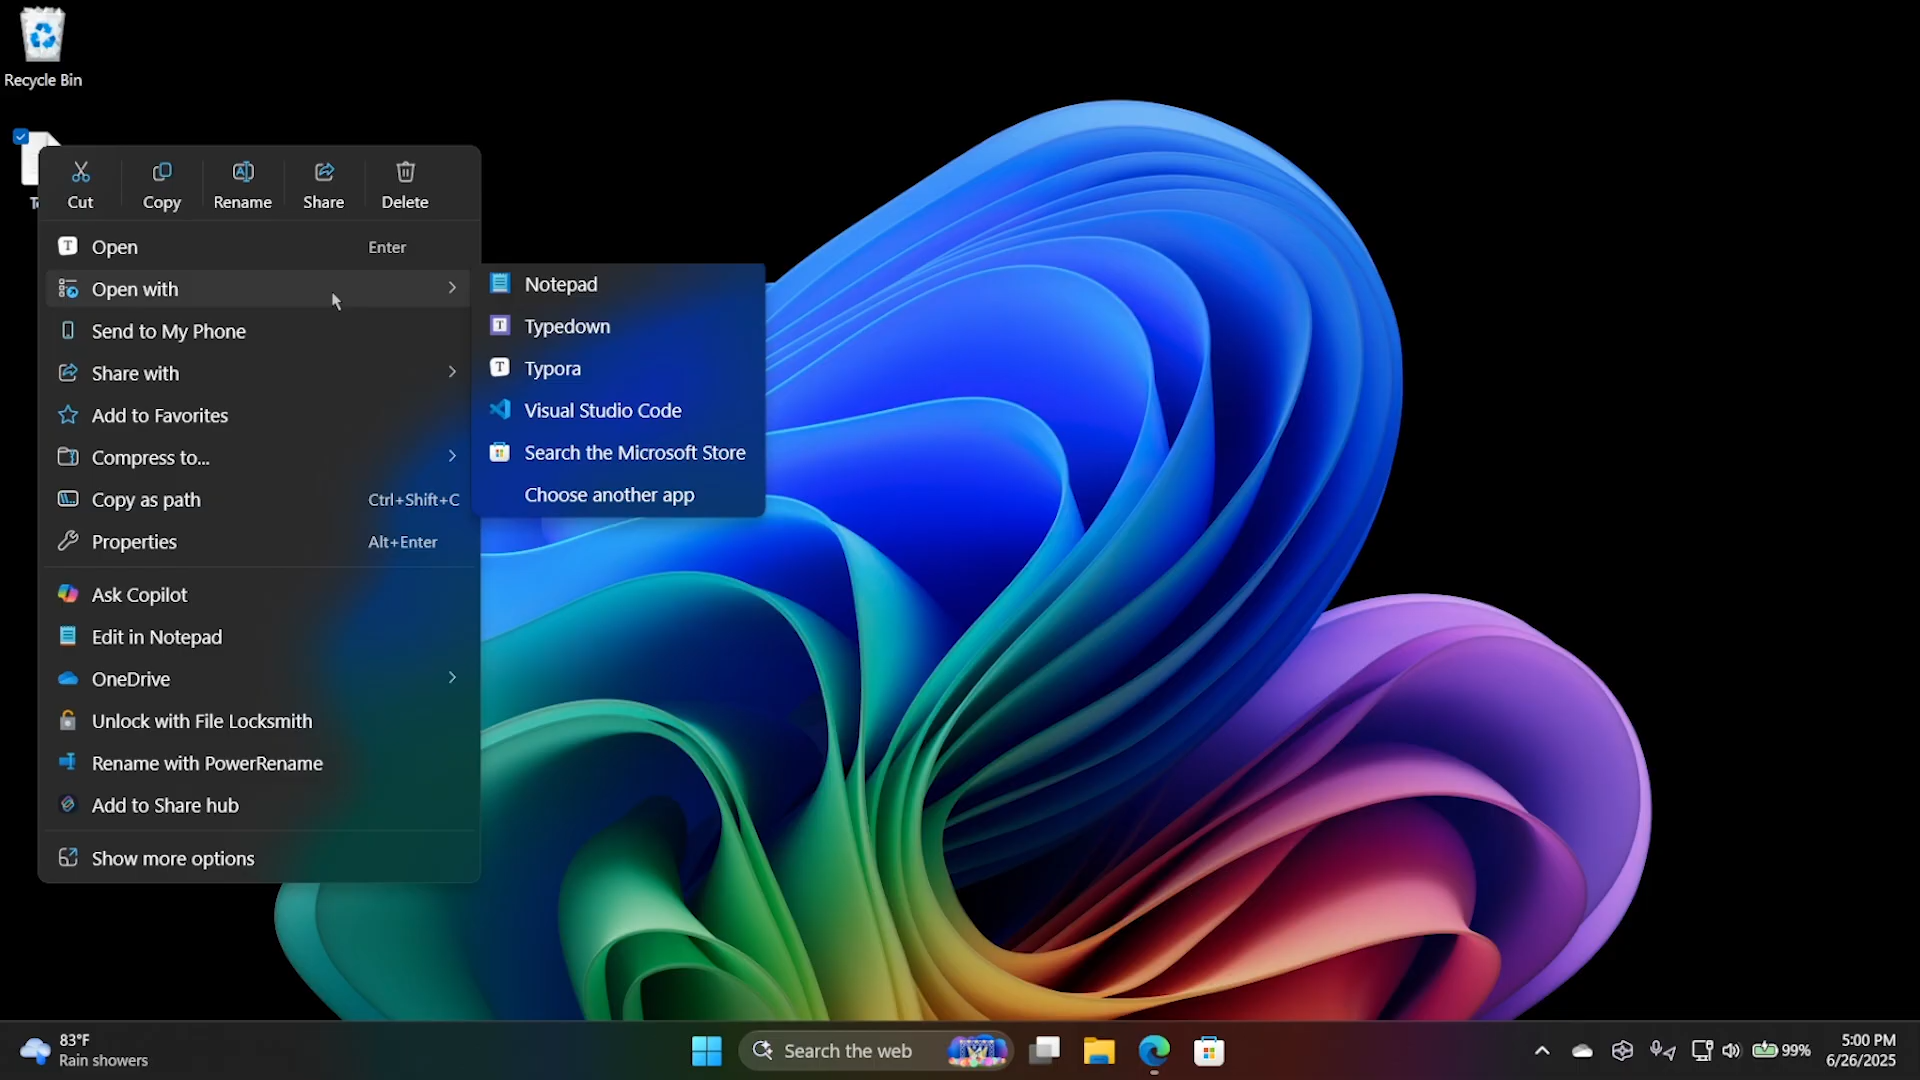 Recycle Bin
Cut Copy Rename Share Delete
Open Enter
Open with
Send to My Phone
Share with
Add to Favorites
Compress to...
Copy as path Ctrl+Shift+C
Properties Alt+Enter
Ask Copilot
Edit in Notepad
OneDrive
Unlock with File Locksmith
Rename with PowerRename
Add to Share hub
Show more options
Notepad
Typedown
Typora
Visual Studio Code
Search the Microsoft Store
Choose another app
83°F
Rain showers
Search the web
99%
5:00 PM
6/26/2025